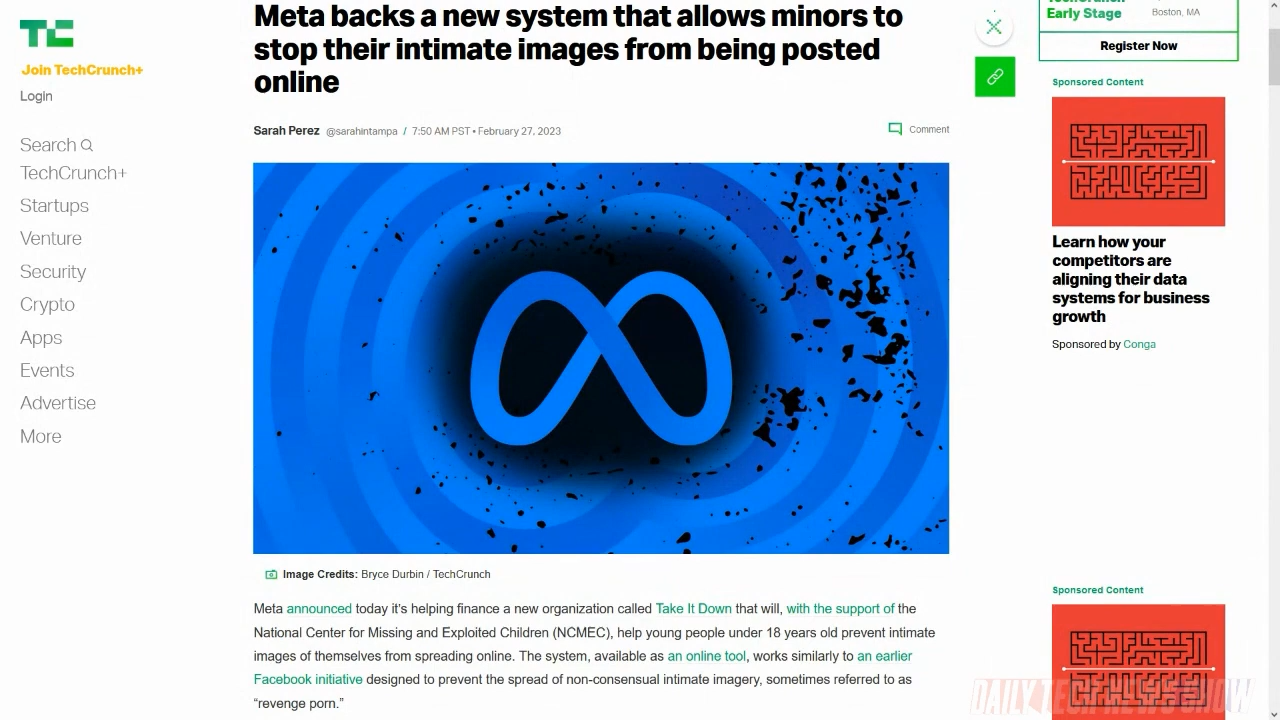 TC
Join TechCrunch+
Login
Search
TechCrunch+
Startups
Venture
Security
Crypto
Apps
Events
Advertise
More
Meta backs a new system that allows minors to
stop their intimate images from being posted
online
Sarah Perez @sarahintampa / 7:50 AM PST • February 27, 2023
Comment
Image Credits: Bryce Durbin / TechCrunch
Meta announced today it's helping finance a new organization called Take It Down that will, with the support of the
National Center for Missing and Exploited Children (NCMEC), help young people under 18 years old prevent intimate
images of themselves from spreading online. The system, available as an online tool, works similarly to an earlier
Facebook initiative designed to prevent the spread of non-consensual intimate imagery, sometimes referred to as
“revenge porn.”
Early Stage
Boston, MA
Register Now
Sponsored Content
Learn how your
competitors are
aligning their data
systems for business
growth
Sponsored by Conga
Sponsored Content
DAILY TECH NEWS SHOW